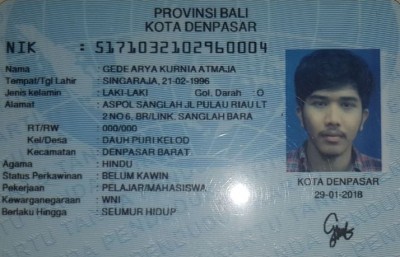 PROVINSI BALI
KOTA DENPASAR
NIK : 5171032102960004
Nama : GEDE ARYA KURNIA ATMAJA
Tempat/Tgl Lahir : SINGARAJA, 21-02-1996
Jenis kelamin : LAKI-LAKI Gol. Darah : O
Alamat : ASPOL SANGLAH JL.PULAU RIAU LT
2 NO 6, BR/LINK. SANGLAH BARA
RT/RW : 000/000
Kel/Desa : DAUH PURI KELOD
Kecamatan : DENPASAR BARAT
Agama : HINDU
Status Perkawinan : BELUM KAWIN
Pekerjaan : PELAJAR/MAHASISWA
Kewarganegaraan : WNI
Berlaku Hingga : SEUMUR HIDUP
KOTA DENPASAR
29-01-2018